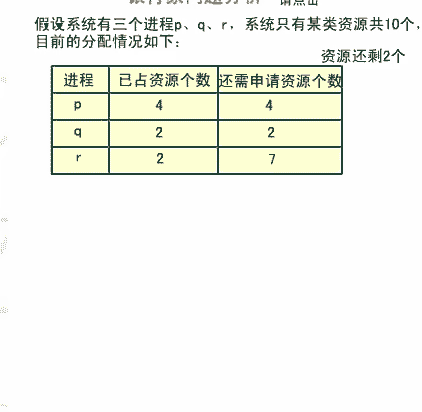 假设系统有三个进程p、q、r，系统只有某类资源共10个，
目前的分配情况如下：
资源还剩2个
进程 已占资源个数 还需申请资源个数
p 4 4
q 2 2
r 2 7